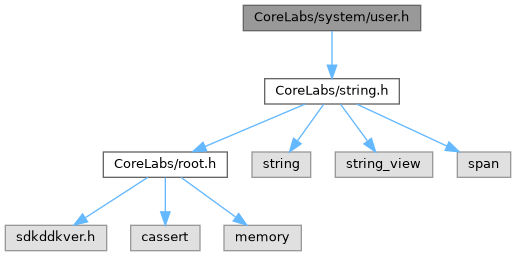 CoreLabs/system/user.h
CoreLabs/string.h
CoreLabs/root.h
string
string_view
span
sdkddkver.h
cassert
memory